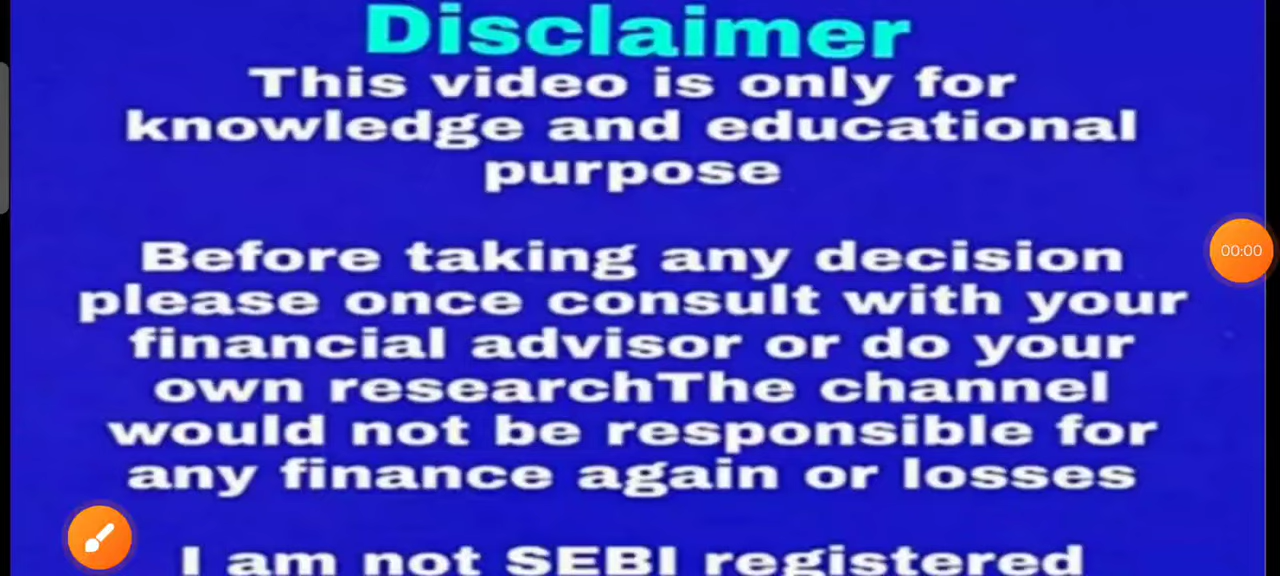 Disclaimer
This video is only for
knowledge and educational
purpose
Before taking any decision
please once consult with your
financial advisor or do your
own researchThe channel
would not be responsible for
any finance again or losses
I am not SEBI registered
00:00